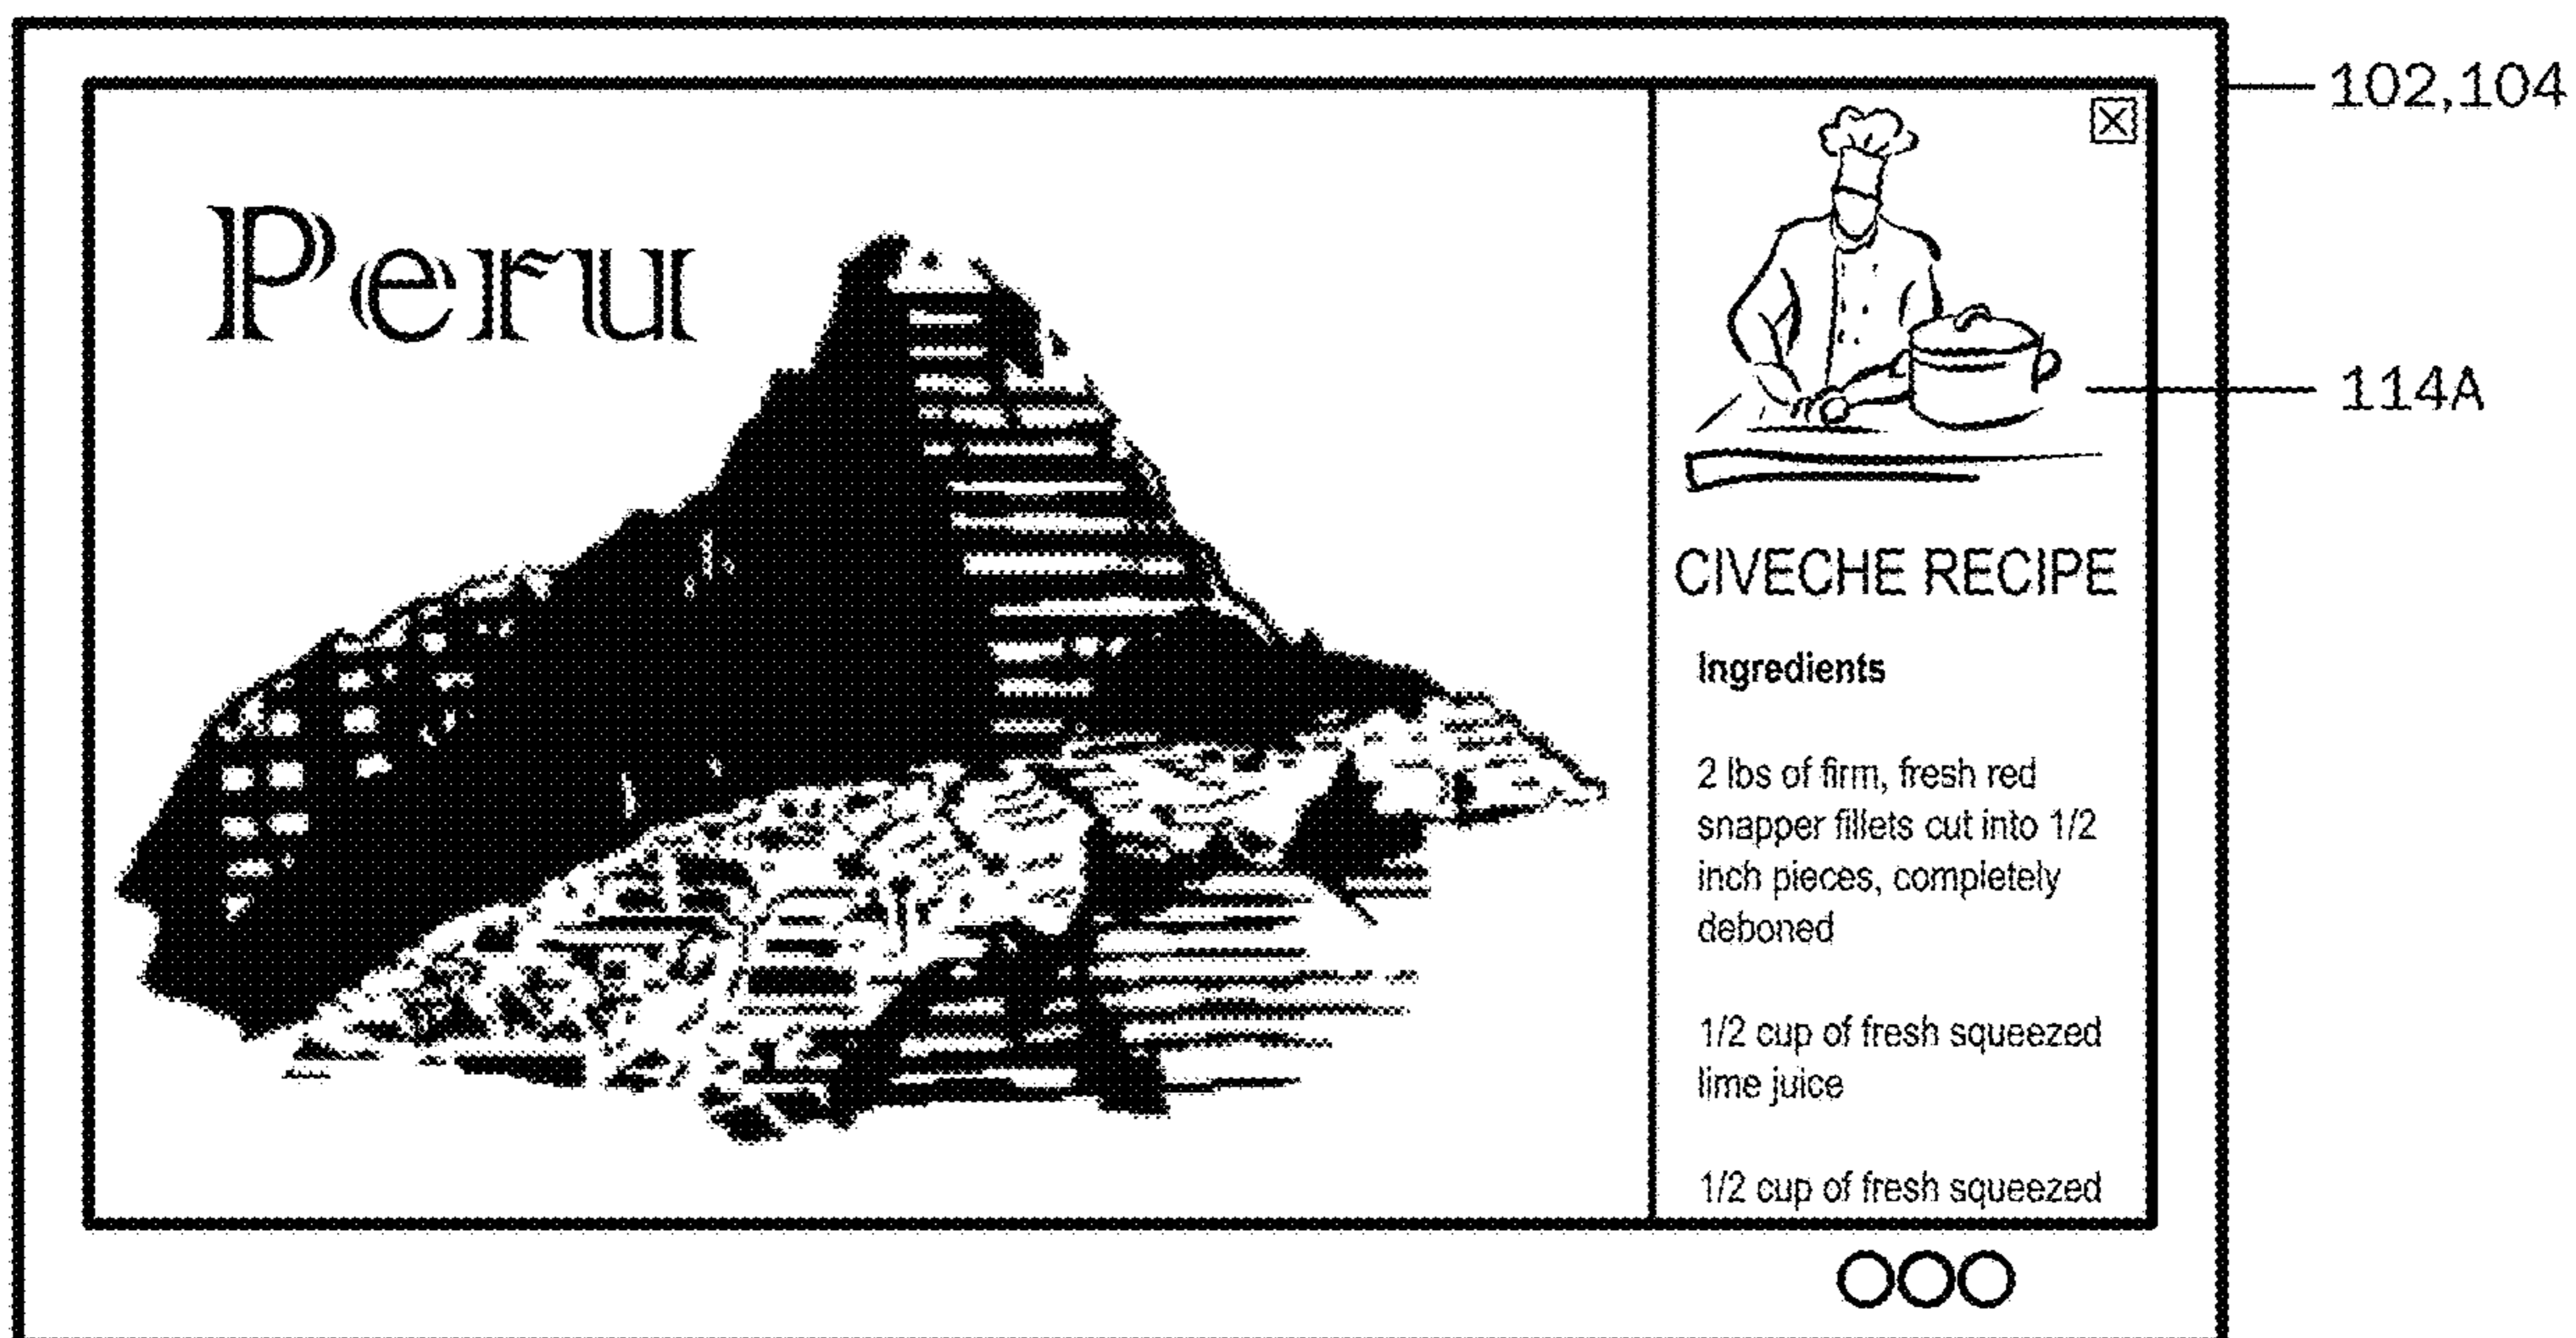 102,104
Peru
114A
CIVECHE RECIPE
Ingredients
2 lbs of firm, fresh red
snapper fillets cut into 1/2
inch pieces, completely
deboned
1/2 cup of fresh squeezed
lime juice
1/2 cup of fresh squeezed